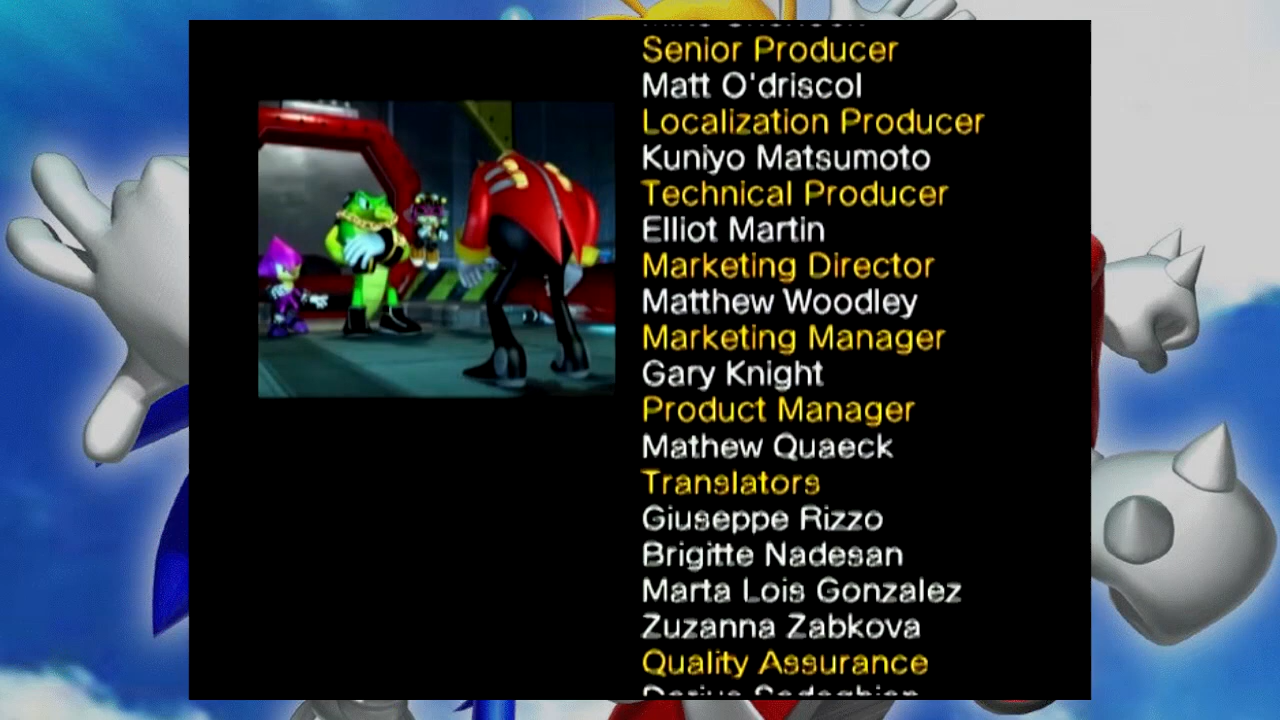 Senior Producer
Matt O'driscol
Localization Producer
Kuniyo Matsumoto
Technical Producer
Elliot Martin
Marketing Director
Matthew Woodley
Marketing Manager
Gary Knight
Product Manager
Mathew Quaeck
Translators
Giuseppe Rizzo
Brigitte Nadesan
Marta Lois Gonzalez
Zuzanna Zabkova
Quality Assurance